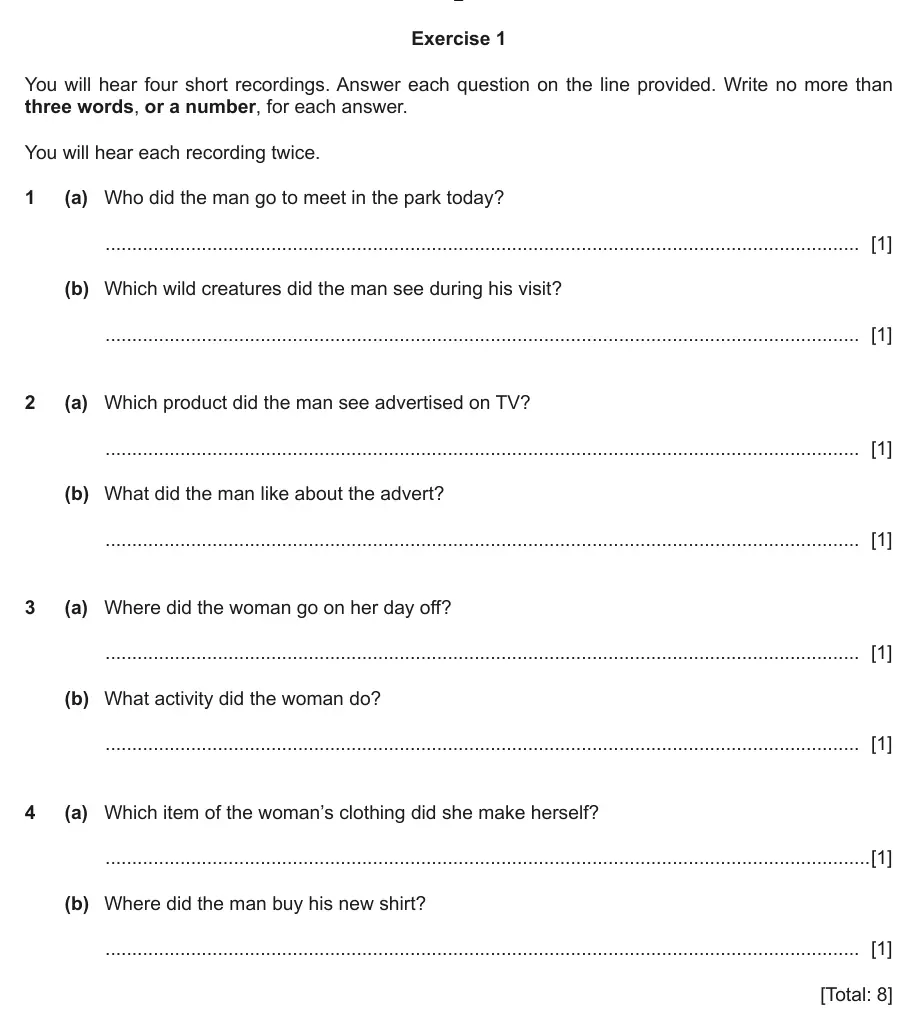 Exercise 1
You will hear four short recordings. Answer each question on the line provided. Write no more than
three words, or a number, for each answer.
You will hear each recording twice.
1 (a) Who did the man go to meet in the park today?
.............................................................................................................................................. [1]
(b) Which wild creatures did the man see during his visit?
.............................................................................................................................................. [1]
2 (a) Which product did the man see advertised on TV?
.............................................................................................................................................. [1]
(b) What did the man like about the advert?
.............................................................................................................................................. [1]
3 (a) Where did the woman go on her day off?
.............................................................................................................................................. [1]
(b) What activity did the woman do?
.............................................................................................................................................. [1]
4 (a) Which item of the woman’s clothing did she make herself?
................................................................................................................................................[1]
(b) Where did the man buy his new shirt?
.............................................................................................................................................. [1]
[Total: 8]